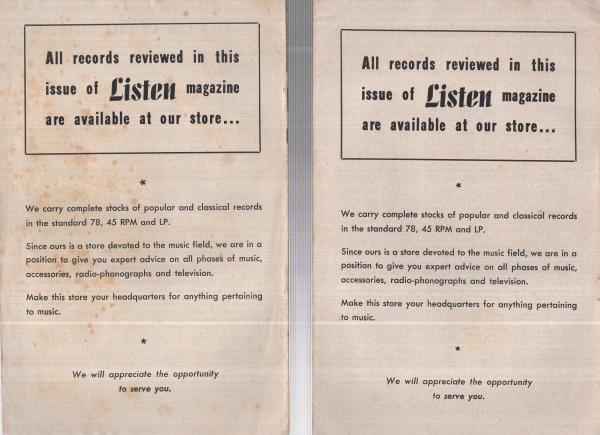 All records reviewed in this
issue of Listen magazine
are available at our store...
★
We carry complete stocks of popular and classical records
in the standard 78, 45 RPM and LP.
Since ours is a store devoted to the music field, we are in a
position to give you expert advice on all phases of music,
accessories, radio-phonographs and television.
Make this store your headquarters for anything pertaining
to music.
★
We will appreciate the opportunity
to serve you.
All records reviewed in this
issue of Listen magazine
are available at our store...
★
We carry complete stocks of popular and classical records
in the standard 78, 45 RPM and LP.
Since ours is a store devoted to the music field, we are in a
position to give you expert advice on all phases of music,
accessories, radio-phonographs and television.
Make this store your headquarters for anything pertaining
to music.
★
We will appreciate the opportunity
to serve you.